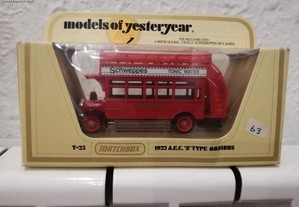 models of yesteryear.
Schweppes
TONIC WATER
63
Y-23
MATCHBOX
1922 A.E.C. 'S' TYPE OMNIBUS